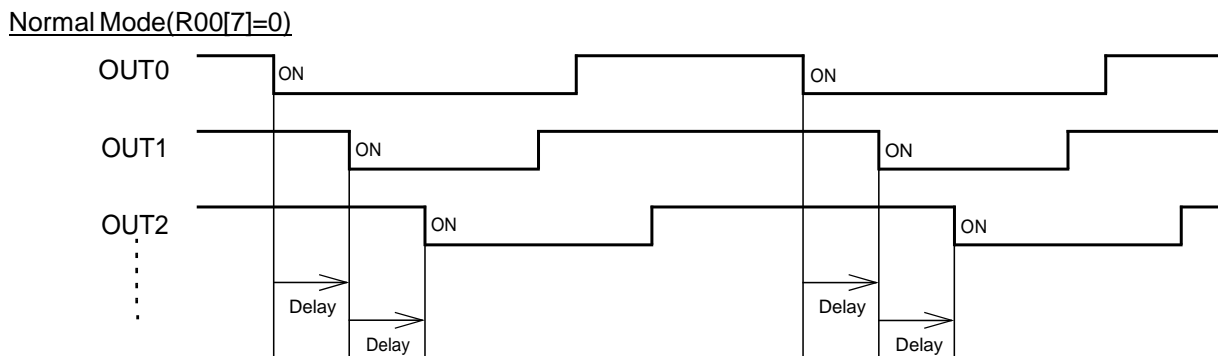 Normal Mode(R00[7]=0)
OUT0
ON
ON
OUT1
ON
ON
OUT2
ON
ON
Delay
Delay
Delay
Delay